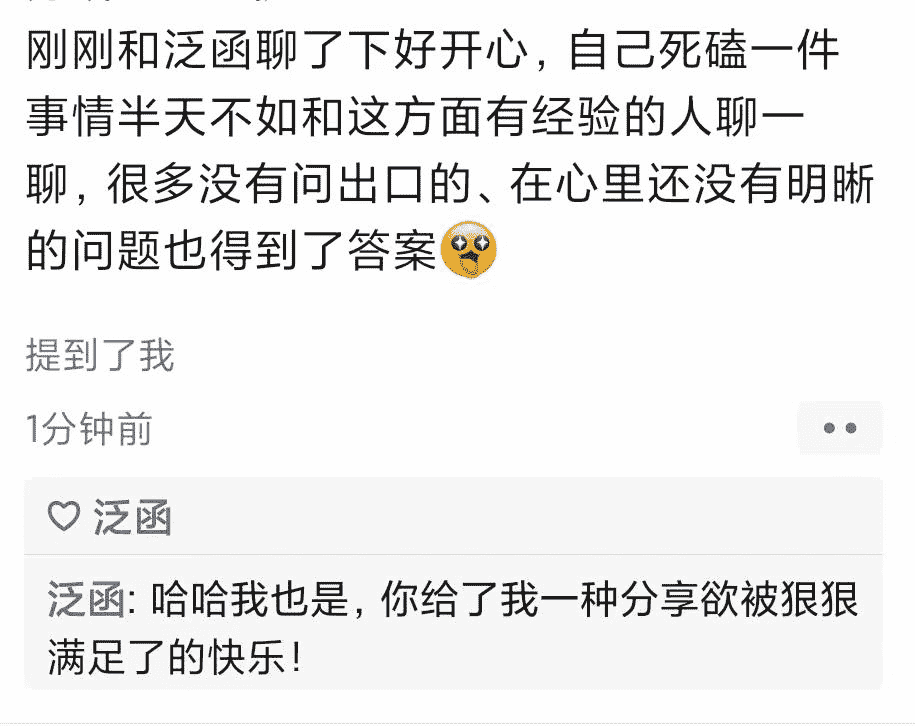 刚刚和泛函聊了下好开心，自己死磕一件
事情半天不如和这方面有经验的人聊一
聊，很多没有问出口的、在心里还没有明晰
的问题也得到了答案
提到了我
1分钟前
泛函
泛函: 哈哈我也是，你给了我一种分享欲被狠狠
满足了的快乐！